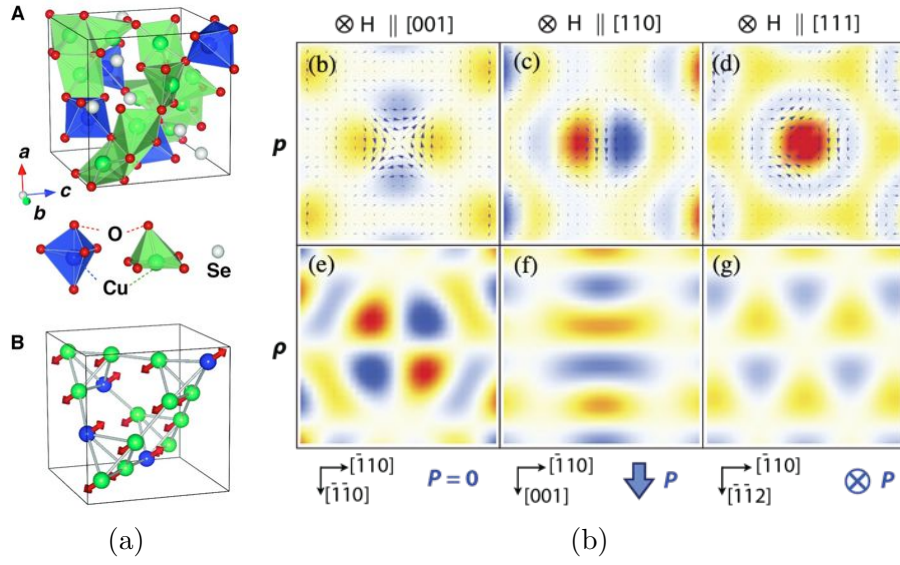 A
a
c
b
O
Cu
Se
B
(a)
⊗ H || [001]
⊗ H || [110]
⊗ H || [111]
(b)
(c)
(d)
p
(e)
(f)
(g)
ρ
[1̄10]
[1̄1̄0]
P = 0
[1̄10]
[001]
P
[1̄10]
[1̄1̄2]
⊗ P
(b)